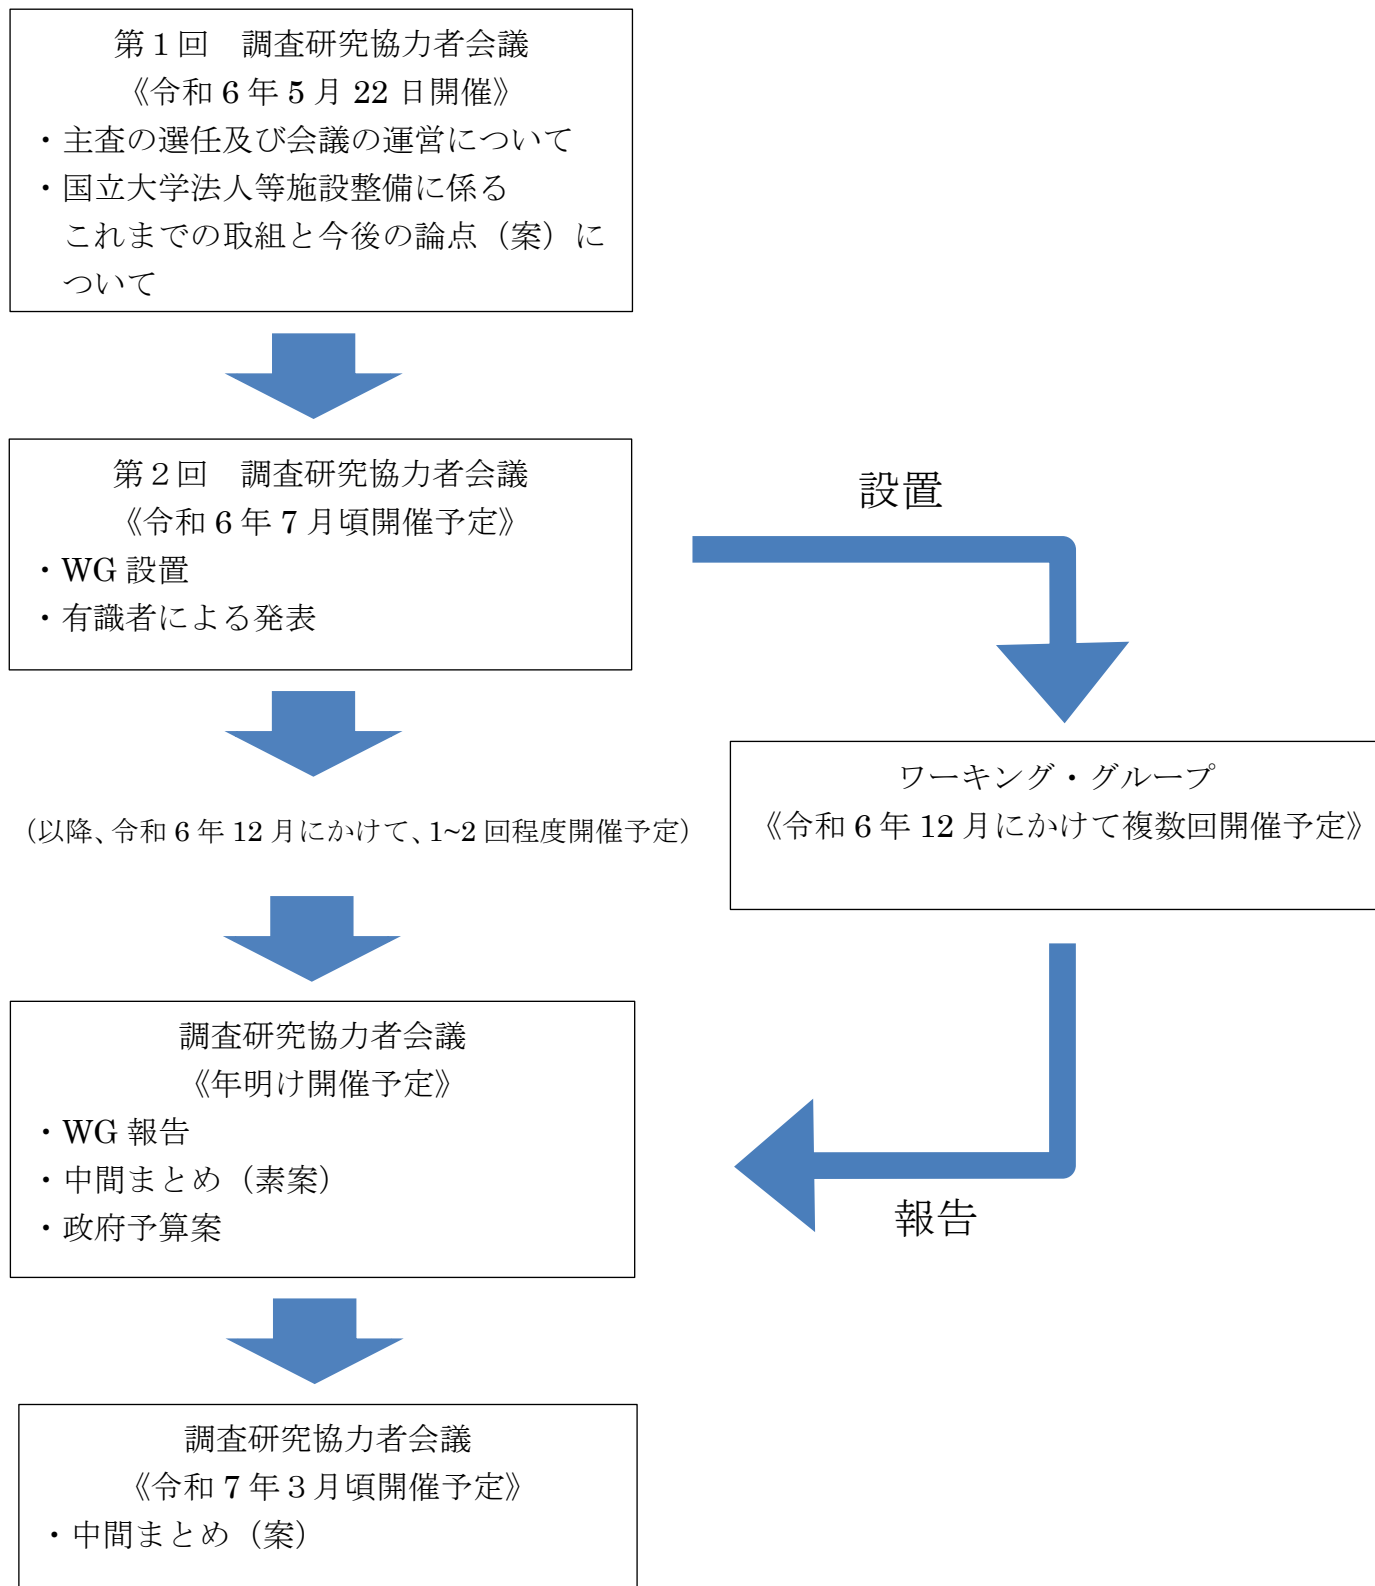 第１回　調査研究協力者会議
《令和 6 年 5 月 22 日開催》
・主査の選任及び会議の運営について
・国立大学法人等施設整備に係る
これまでの取組と今後の論点（案）に
ついて
第２回　調査研究協力者会議
《令和 6 年 7 月頃開催予定》
・WG 設置
・有識者による発表
設置
ワーキング・グループ
《令和 6 年 12 月にかけて複数回開催予定》
（以降、令和 6 年 12 月にかけて、1~2 回程度開催予定）
調査研究協力者会議
《年明け開催予定》
・WG 報告
・中間まとめ（素案）
・政府予算案
報告
調査研究協力者会議
《令和 7 年３月頃開催予定》
・中間まとめ（案）